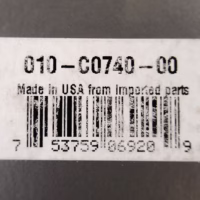 010-C0740-00
Made in USA from imported parts
7 53759 06920 9